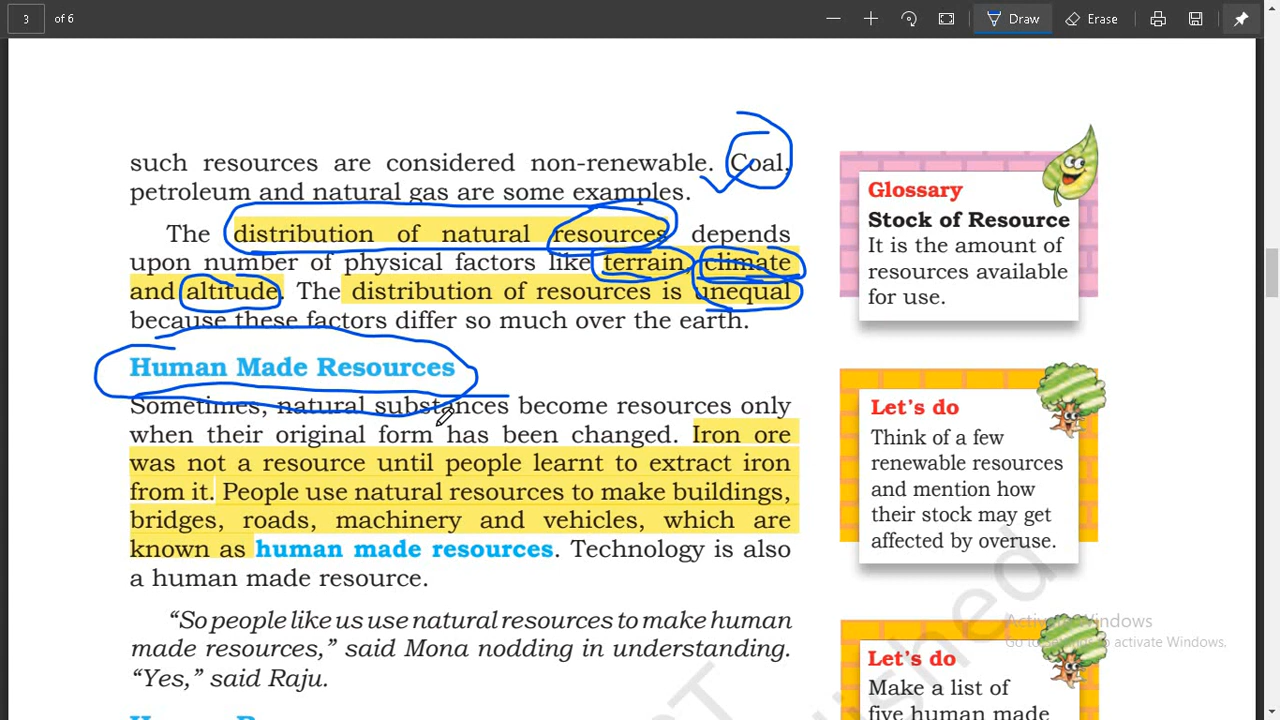 3 of 6
Draw
Erase
such resources are considered non-renewable. Coal,
petroleum and natural gas are some examples.
The distribution of natural resources depends
upon number of physical factors like terrain, climate
and altitude. The distribution of resources is unequal
because these factors differ so much over the earth.
Human Made Resources
Sometimes, natural substances become resources only
when their original form has been changed. Iron ore
was not a resource until people learnt to extract iron
from it. People use natural resources to make buildings,
bridges, roads, machinery and vehicles, which are
known as human made resources. Technology is also
a human made resource.
“So people like us use natural resources to make human
made resources,” said Mona nodding in understanding.
“Yes,” said Raju.
Glossary
Stock of Resource
It is the amount of
resources available
for use.
Let’s do
Think of a few
renewable resources
and mention how
their stock may get
affected by overuse.
Activate Windows
Go to Settings to activate Windows.
Let’s do
Make a list of
five human made